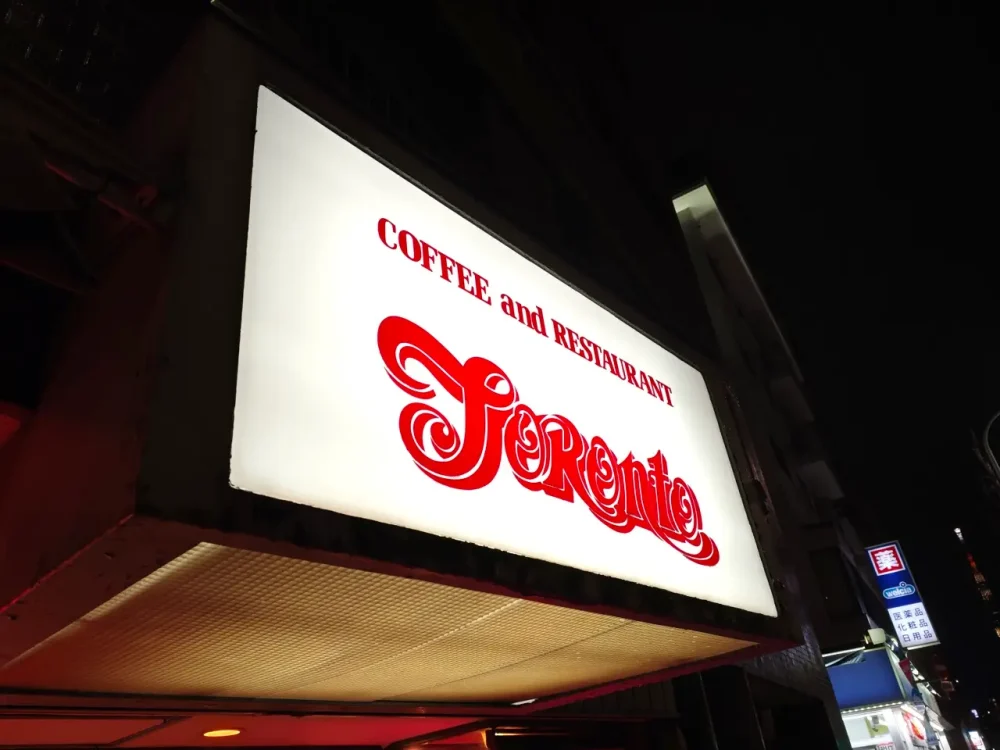 COFFEE and RESTAURANT
Toronto
薬
welcia
医薬品
化粧品
日用品